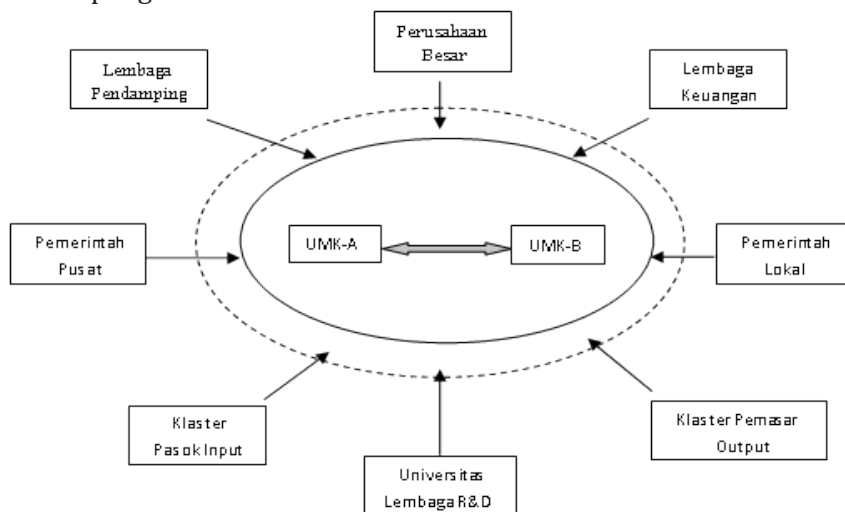 Perusahaan
Besar
Lembaga
Pendamping
Lembaga
Keuangan
UMK-A
UMK-B
Pemerintah
Pusat
Pemerintah
Lokal
Klaster
Pasok Input
Klaster Pemasar
Output
Universitas
Lembaga R&D